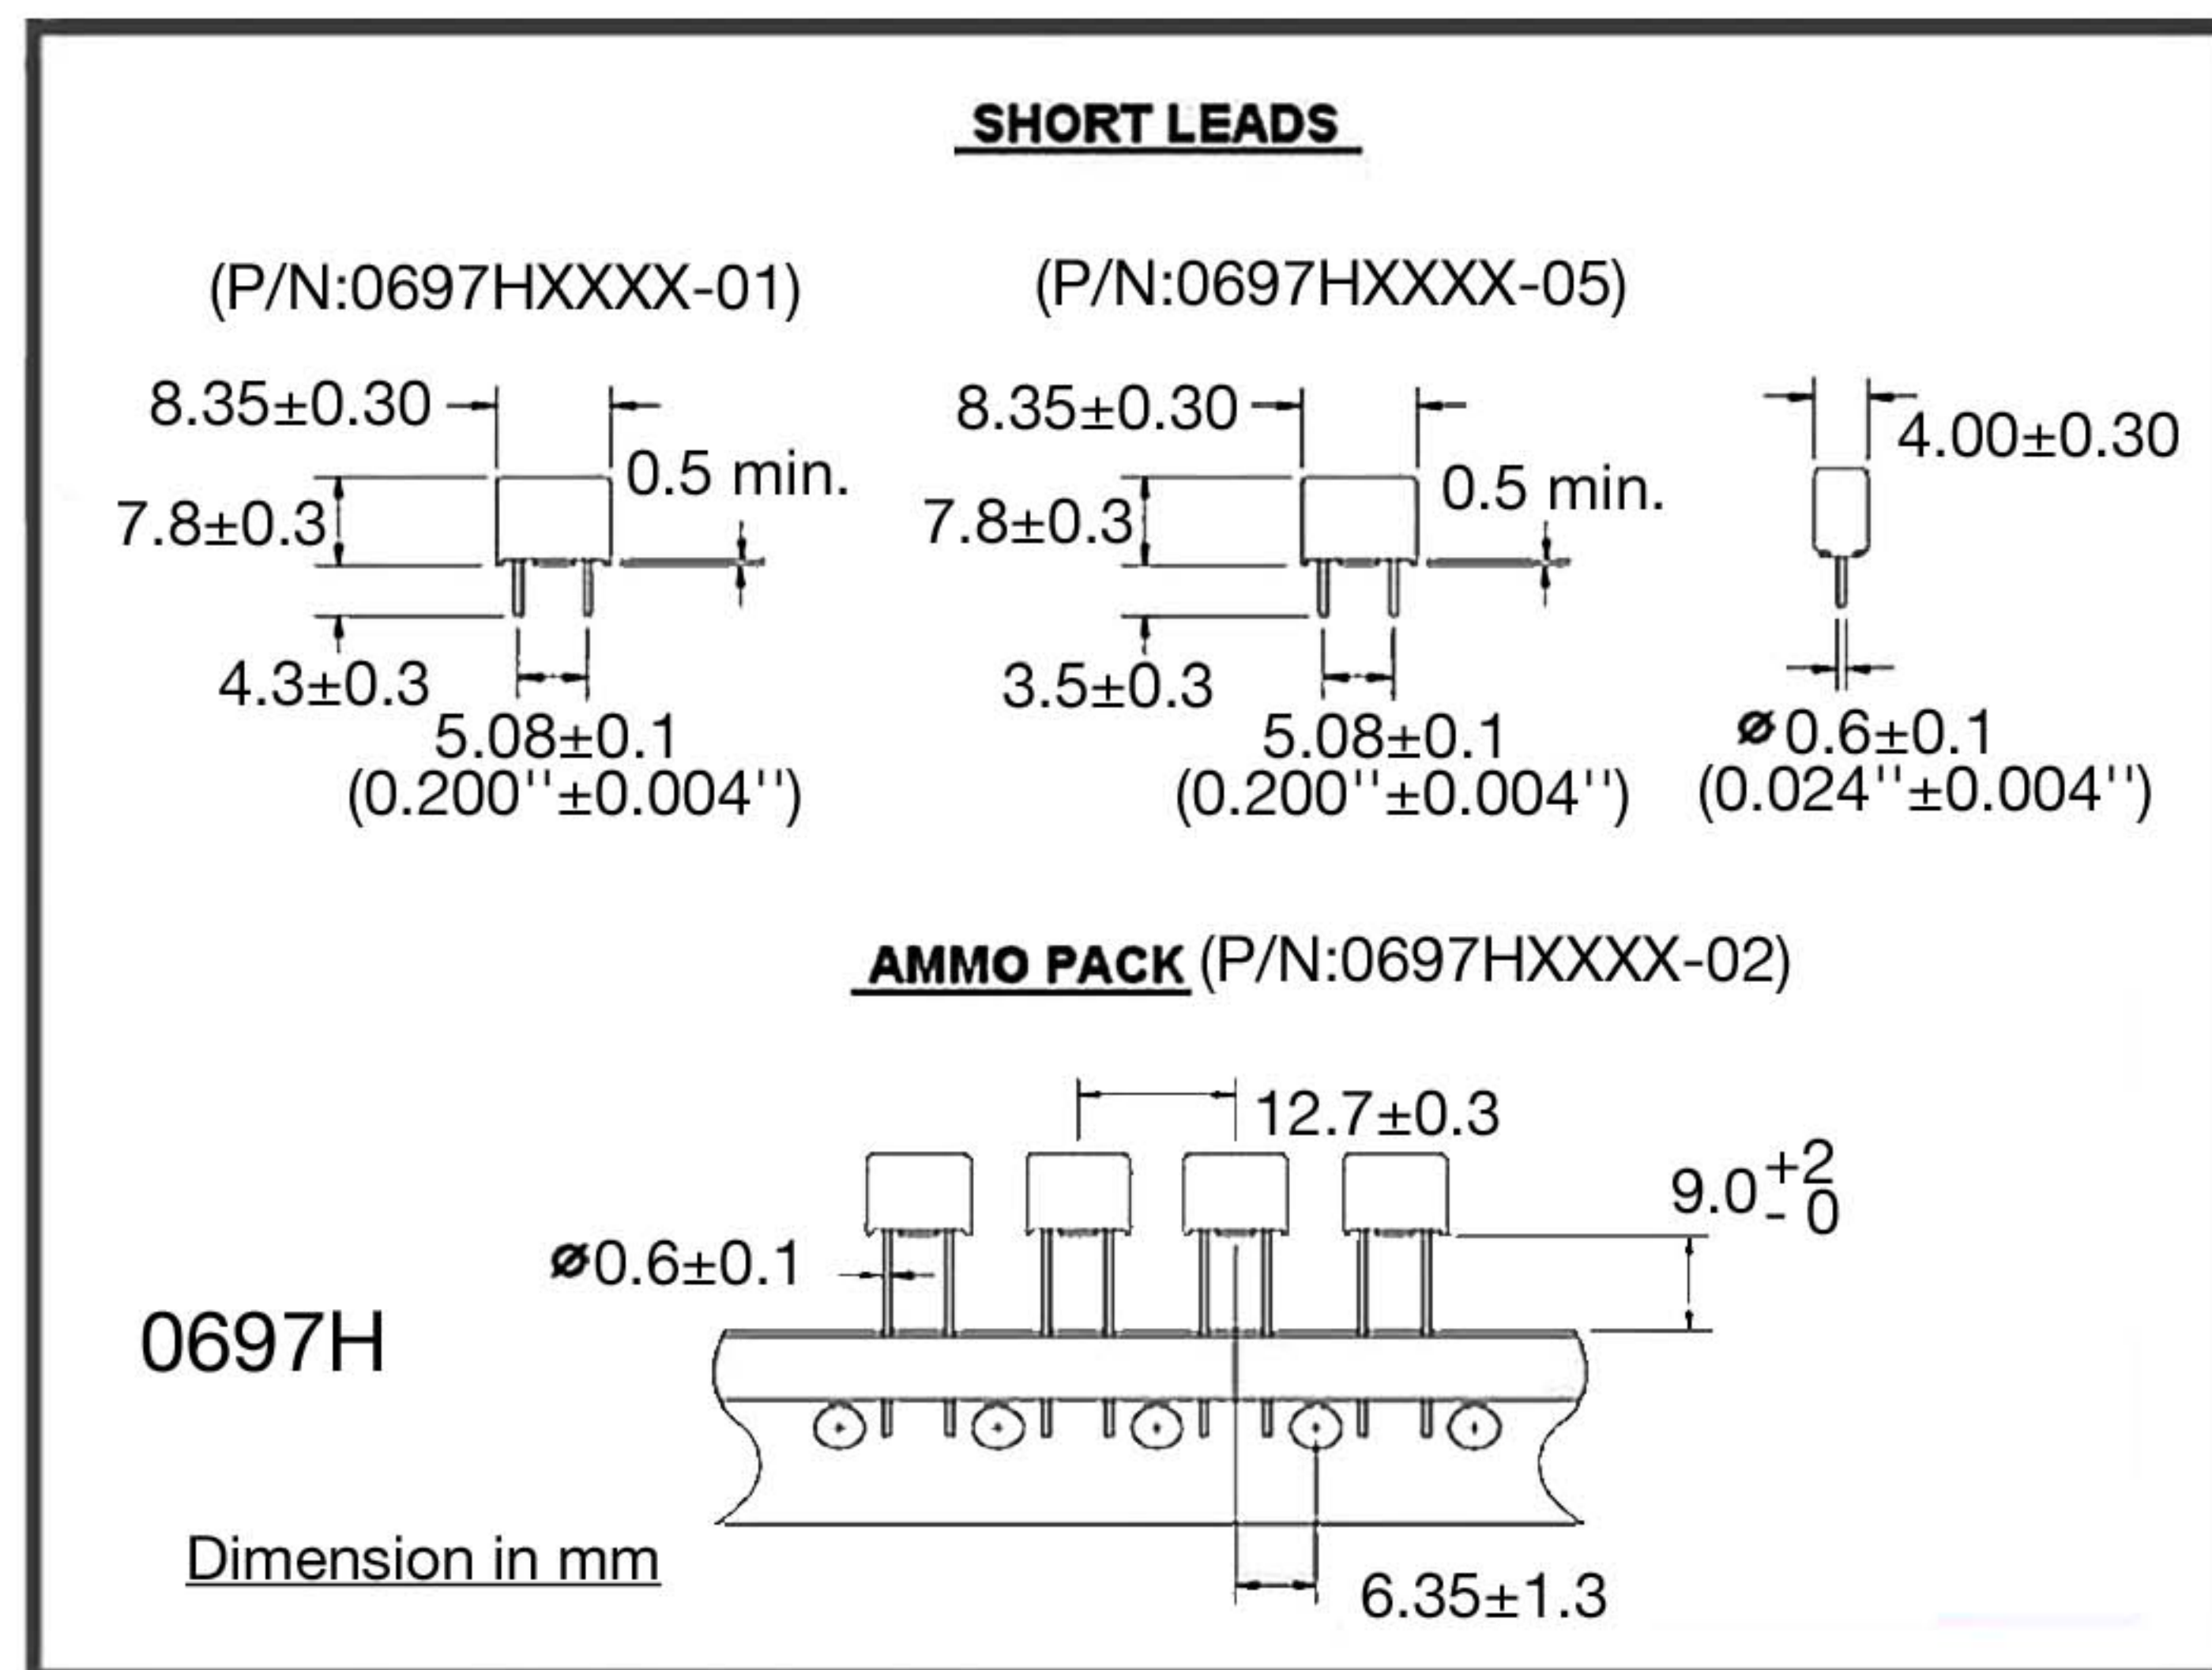 SHORT LEADS
(P/N:0697HXXXX-01)
8.35±0.30
0.5 min.
7.8±0.3
4.3±0.3
5.08±0.1
(0.200''±0.004'')
(P/N:0697HXXXX-05)
8.35±0.30
0.5 min.
7.8±0.3
3.5±0.3
5.08±0.1
(0.200''±0.004'')
4.00±0.30
ø0.6±0.1
(0.024''±0.004'')
AMMO PACK (P/N:0697HXXXX-02)
12.7±0.3
9.0 +2
- 0
ø0.6±0.1
0697H
Dimension in mm
6.35±1.3